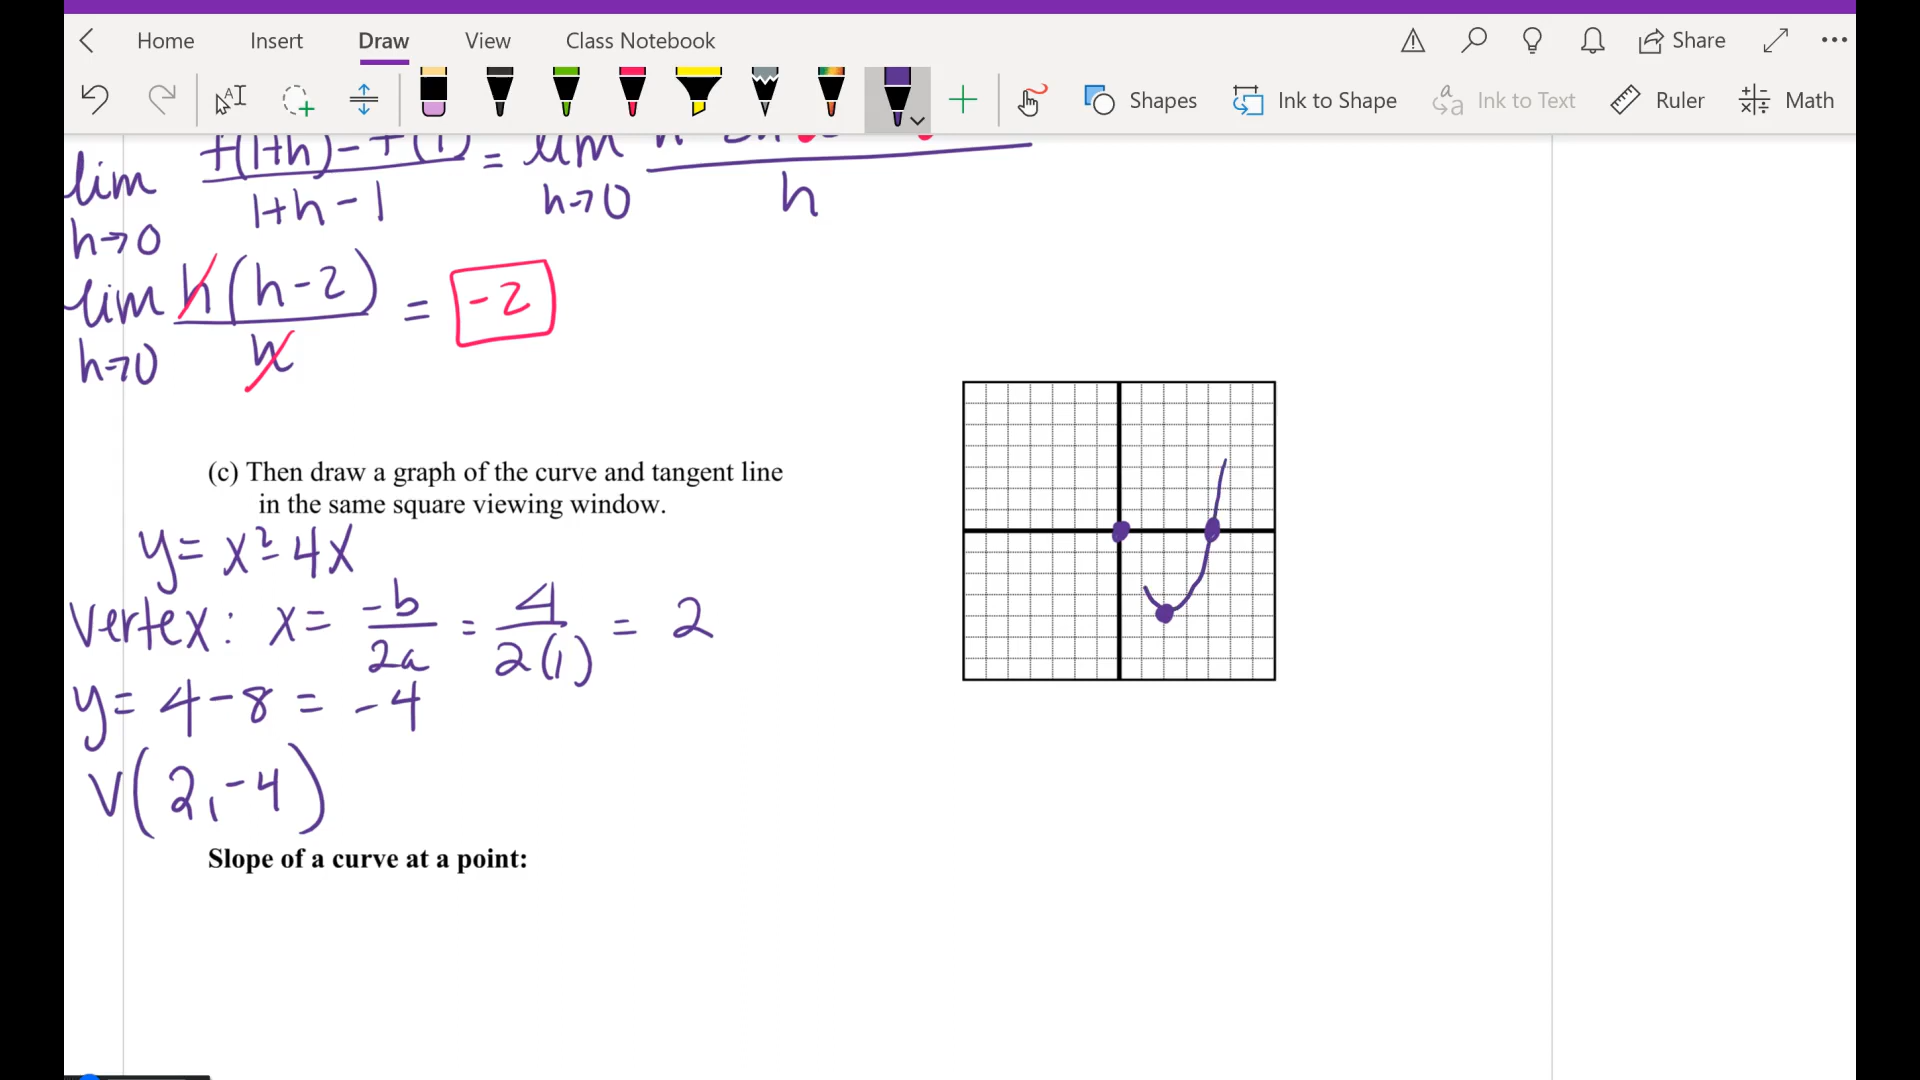 Home Insert Draw View Class Notebook Share
Shapes Ink to Shape Ink to Text Ruler Math
lim f(1+h)-f(1) = lim
h→0 1+h-1 h→0 h
lim h(h-2) = -2
h→0 h
(c) Then draw a graph of the curve and tangent line
in the same square viewing window.
y= x²-4x
Vertex: x= -b/2a = 4/2(1) = 2
y= 4-8 = -4
V(2,-4)
Slope of a curve at a point: